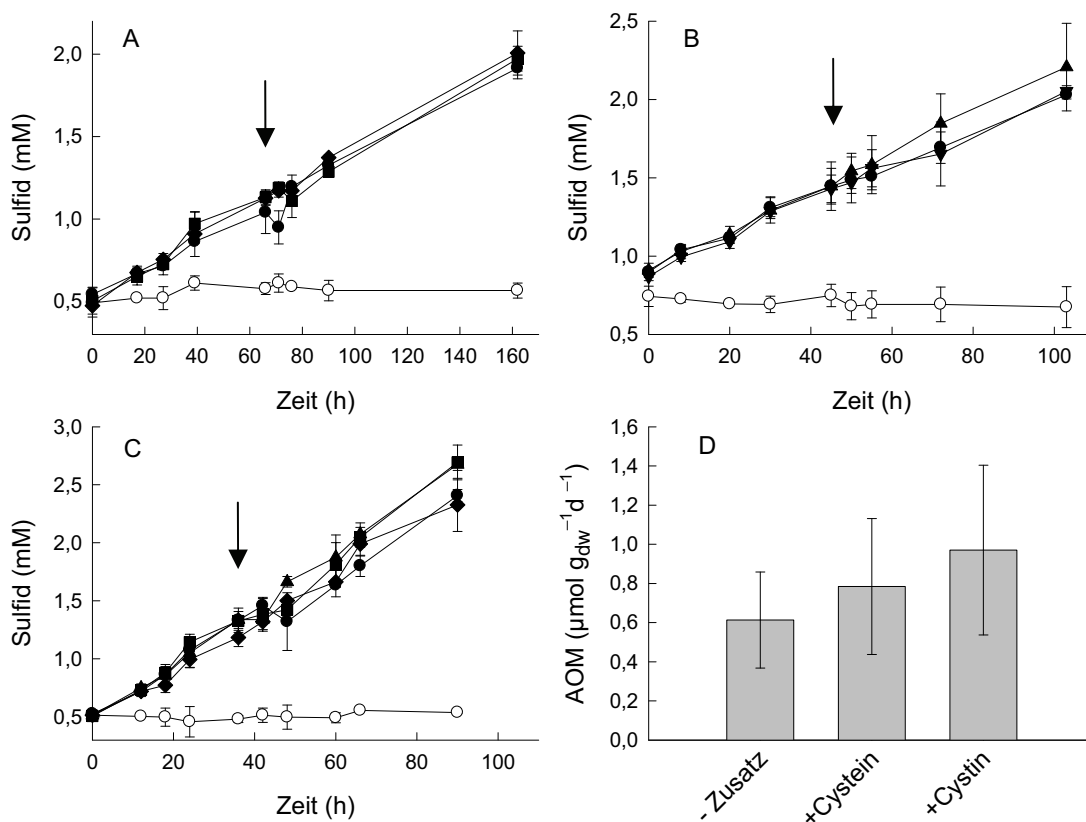 A
Sulfid (mM)
2,0
1,5
1,0
0,5
0 20 40 60 80 100 120 140 160
Zeit (h)
B
Sulfid (mM)
2,5
2,0
1,5
1,0
0,5
0 20 40 60 80 100
Zeit (h)
C
Sulfid (mM)
3,0
2,5
2,0
1,5
1,0
0,5
0 20 40 60 80 100
Zeit (h)
D
AOM (µmol g_dw⁻¹d⁻¹)
1,6
1,4
1,2
1,0
0,8
0,6
0,4
0,2
0,0
- Zusatz
+Cystein
+Cystin